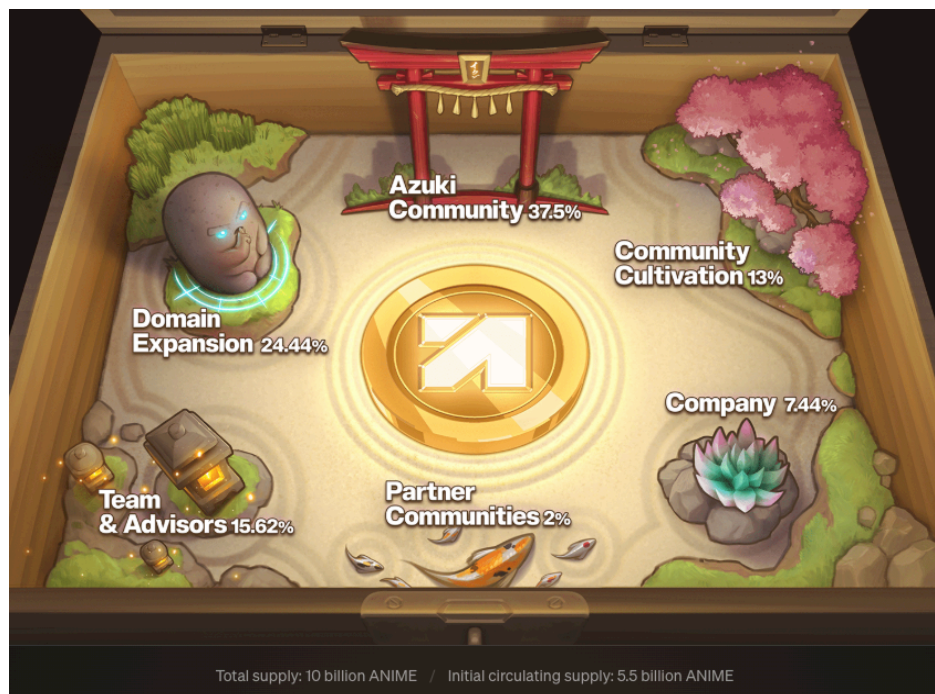 Azuki
Community 37.5%
Community
Cultivation 13%
Domain
Expansion 24.44%
Company 7.44%
Team
& Advisors 15.62%
Partner
Communities 2%
Total supply: 10 billion ANIME / Initial circulating supply: 5.5 billion ANIME